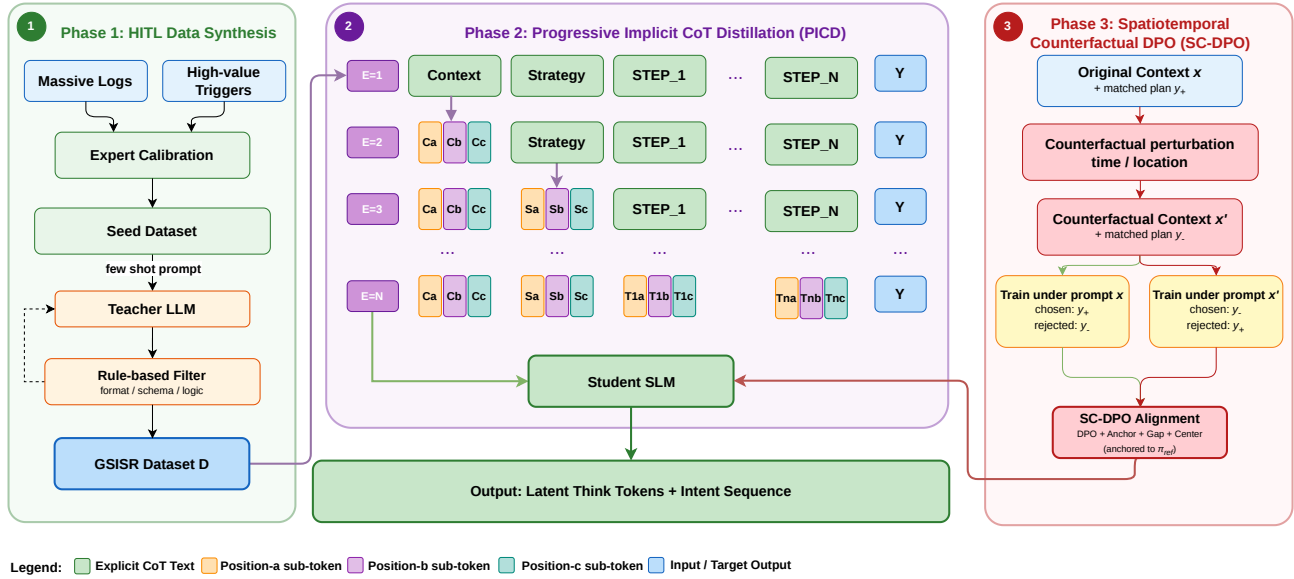 1
Phase 1: HITL Data Synthesis
Massive Logs
High-value
Triggers
Expert Calibration
Seed Dataset
few shot prompt
Teacher LLM
Rule-based Filter
format / schema / logic
GSISR Dataset D
2
Phase 2: Progressive Implicit CoT Distillation (PICD)
E=1
Context
Strategy
STEP_1
...
STEP_N
Y
E=2
Ca Cb Cc
Strategy
STEP_1
...
STEP_N
Y
E=3
Ca Cb Cc
Sa Sb Sc
STEP_1
...
STEP_N
Y
... ... ... ... ...
E=N
Ca Cb Cc
Sa Sb Sc
T1a T1b T1c
Tna Tnb Tnc
Y
Student SLM
Output: Latent Think Tokens + Intent Sequence
3
Phase 3: Spatiotemporal
Counterfactual DPO (SC-DPO)
Original Context x
+ matched plan y+
Counterfactual perturbation
time / location
Counterfactual Context x'
+ matched plan y-
Train under prompt x
chosen: y+
rejected: y-
Train under prompt x'
chosen: y-
rejected: y+
SC-DPO Alignment
DPO + Anchor + Gap + Center
(anchored to πref)
Legend: Explicit CoT Text Position-a sub-token Position-b sub-token Position-c sub-token Input / Target Output